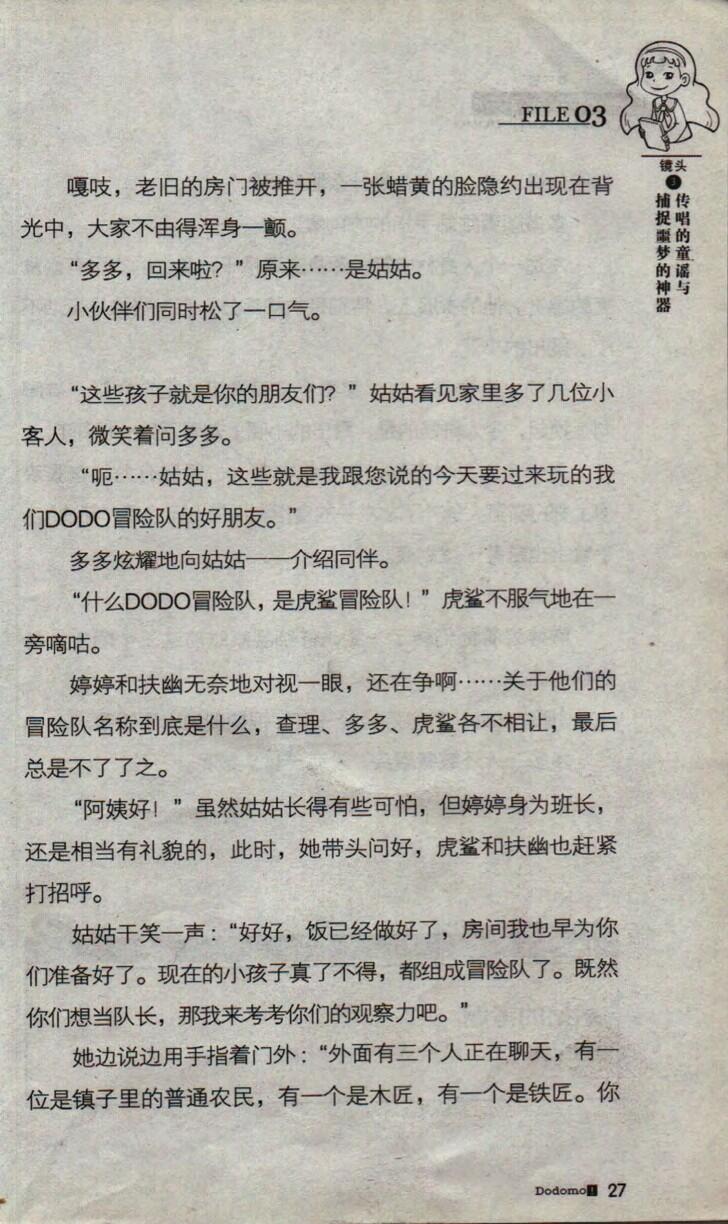 FILE 03
镜头
3
传唱的童谣与
捕捉噩梦的神器
嘎吱，老旧的房门被推开，一张蜡黄的脸隐约出现在背
光中，大家不由得浑身一颤。
“多多，回来啦？”原来……是姑姑。
小伙伴们同时松了一口气。
“这些孩子就是你的朋友们？”姑姑看见家里多了几位小
客人，微笑着问多多。
“呃……姑姑，这些就是我跟您说的今天要过来玩的我
们DODO冒险队的好朋友。”
多多炫耀地向姑姑一一介绍同伴。
“什么DODO冒险队，是虎鲨冒险队！”虎鲨不服气地在一
旁嘀咕。
婷婷和扶幽无奈地对视一眼，还在争啊……关于他们的
冒险队名称到底是什么，查理、多多、虎鲨各不相让，最后
总是不了了之。
“阿姨好！”虽然姑姑长得有些可怕，但婷婷身为班长，
还是相当有礼貌的，此时，她带头问好，虎鲨和扶幽也赶紧
打招呼。
姑姑干笑一声：“好好，饭已经做好了，房间我也早为你
们准备好了。现在的小孩子真了不得，都组成冒险队了。既然
你们想当队长，那我来考考你们的观察力吧。”
她边说边用手指着门外：“外面有三个人正在聊天，有一
位是镇子里的普通农民，有一个是木匠，有一个是铁匠。你
Dodomo! 27